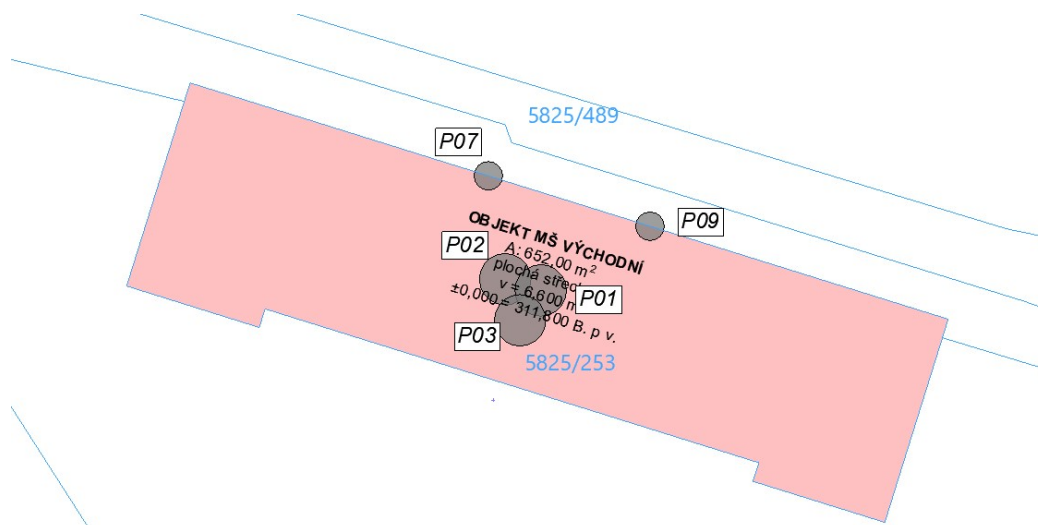 5825/489
P07
P09
OBJEKT MŠ VÝCHODNÍ
P02
A: 652,00 m²
plochá
v = 6,600 m
P01
±0,000 = 311,800 B. p v.
P03
5825/253